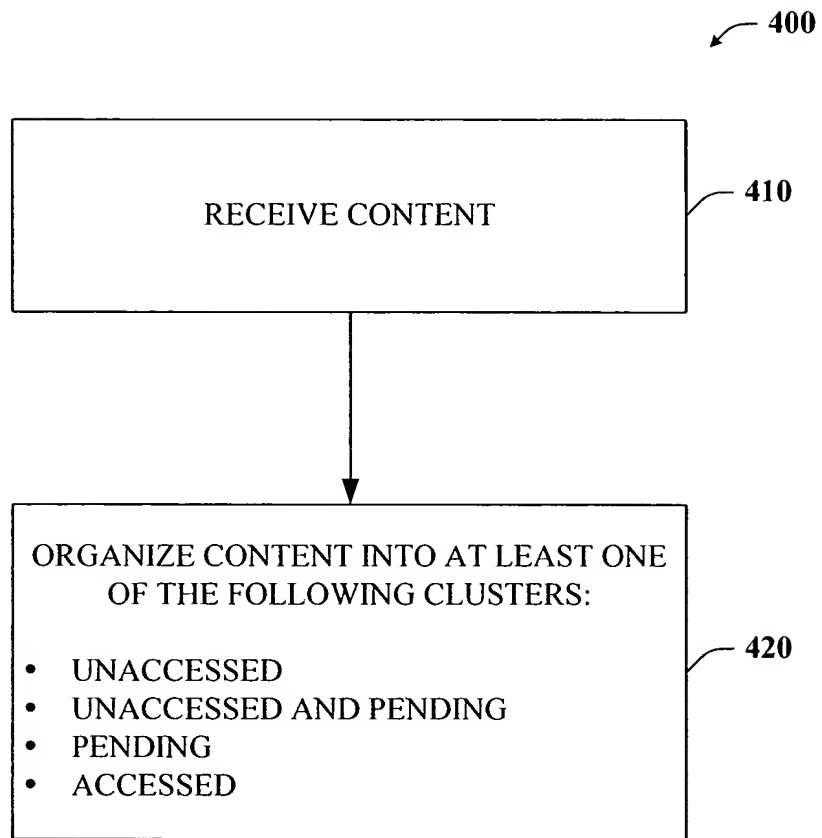 400
RECEIVE CONTENT
410
ORGANIZE CONTENT INTO AT LEAST ONE
OF THE FOLLOWING CLUSTERS:
• UNACCESSED
• UNACCESSED AND PENDING
• PENDING
• ACCESSED
420